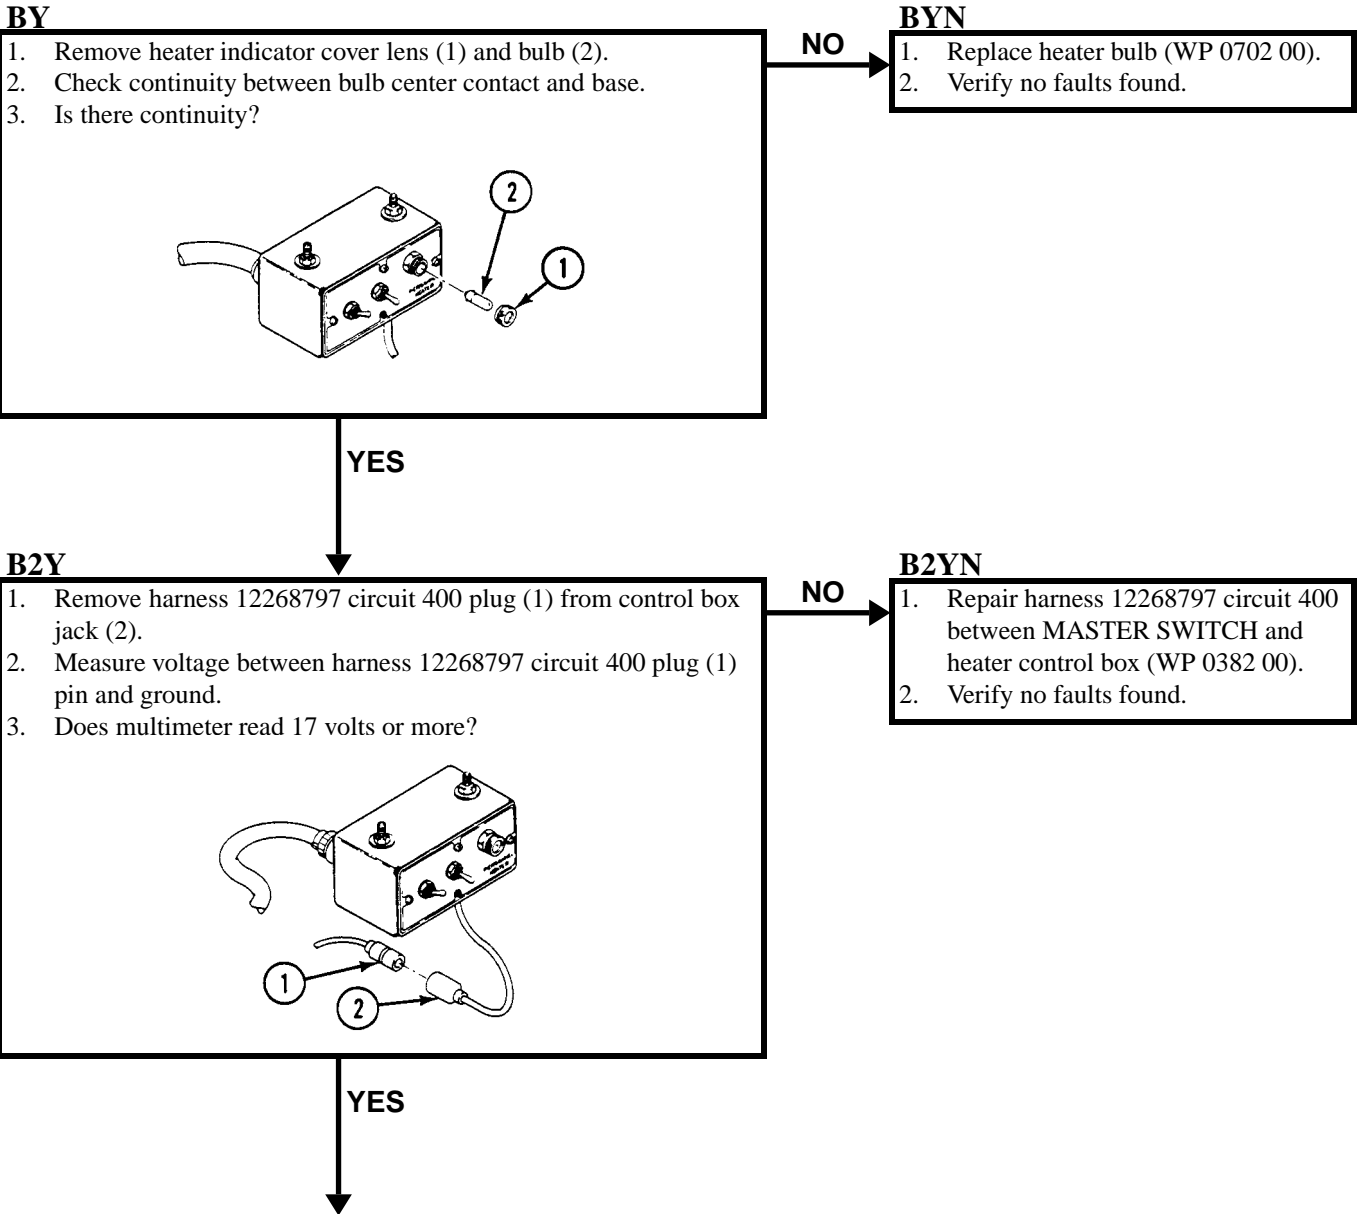 BY
1. Remove heater indicator cover lens (1) and bulb (2).
2. Check continuity between bulb center contact and base.
3. Is there continuity?
NO
BYN
1. Replace heater bulb (WP 0702 00).
2. Verify no faults found.
2
1
YES
B2Y
1. Remove harness 12268797 circuit 400 plug (1) from control box
jack (2).
2. Measure voltage between harness 12268797 circuit 400 plug (1)
pin and ground.
3. Does multimeter read 17 volts or more?
NO
B2YN
1. Repair harness 12268797 circuit 400
between MASTER SWITCH and
heater control box (WP 0382 00).
2. Verify no faults found.
1
2
YES